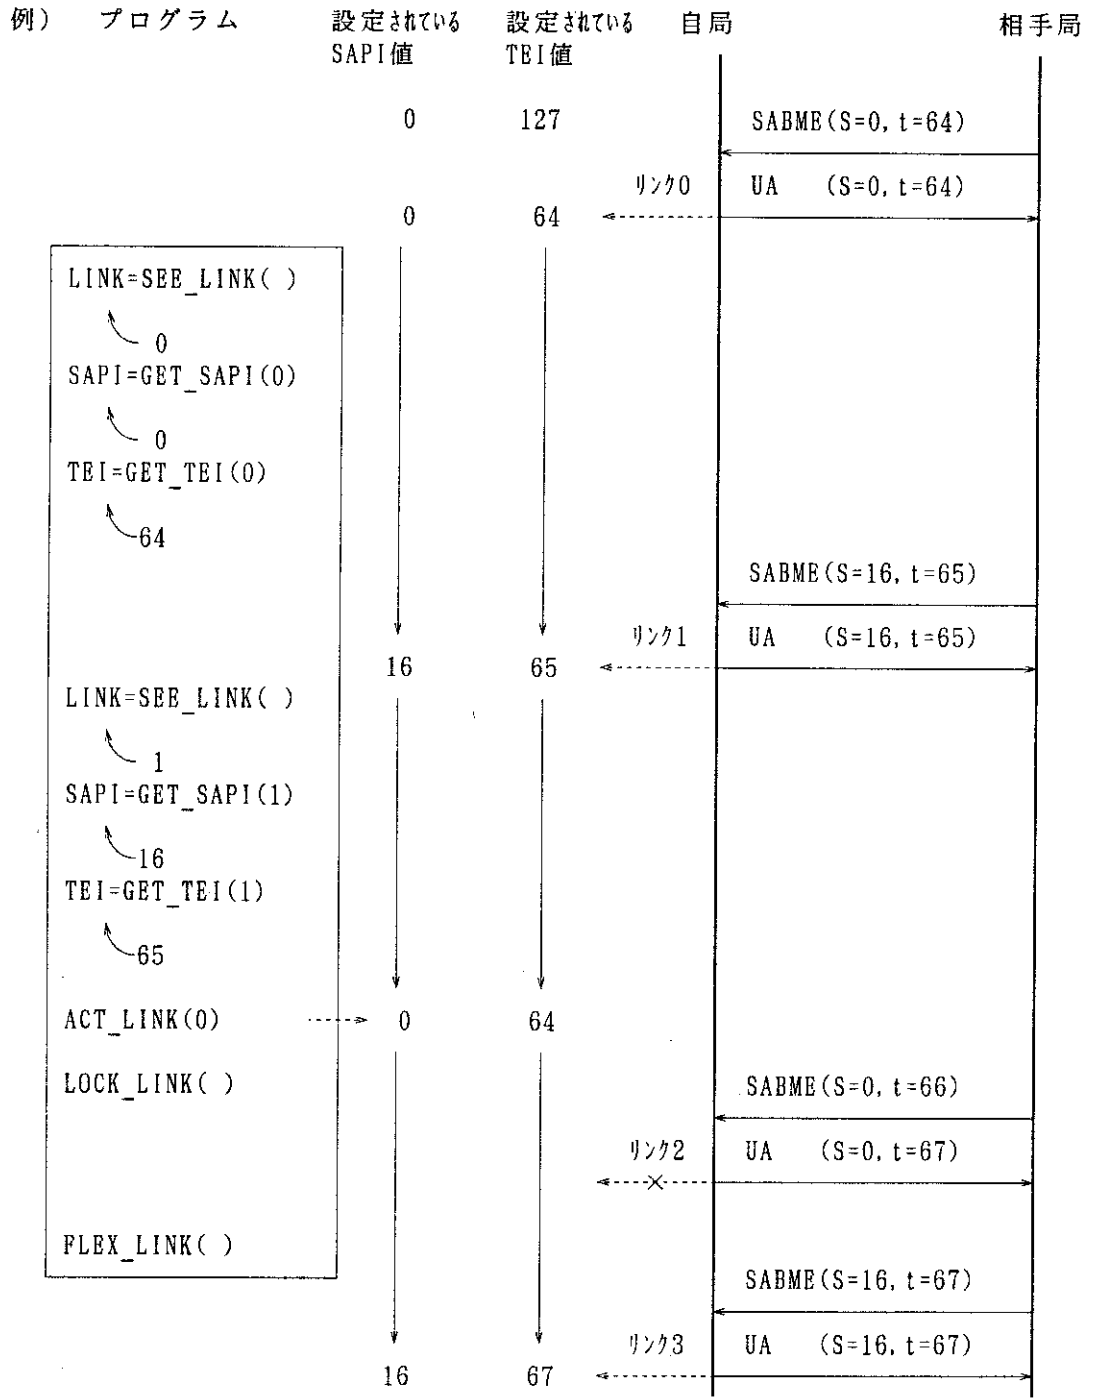 例) プログラム 設定されている 設定されている 自局 相手局
SAPI値 TEI値
0 127 SABME(S=0,t=64)
リンク0 UA (S=0,t=64)
0 64
LINK=SEE_LINK( )
0
SAPI=GET_SAPI(0)
0
TEI=GET_TEI(0)
64
SABME(S=16,t=65)
リンク1 UA (S=16,t=65)
16 65
LINK=SEE_LINK( )
1
SAPI=GET_SAPI(1)
16
TEI=GET_TEI(1)
65
ACT_LINK(0) 0 64
LOCK_LINK( ) SABME(S=0,t=66)
リンク2 UA (S=0,t=67)
FLEX_LINK( )
SABME(S=16,t=67)
リンク3 UA (S=16,t=67)
16 67